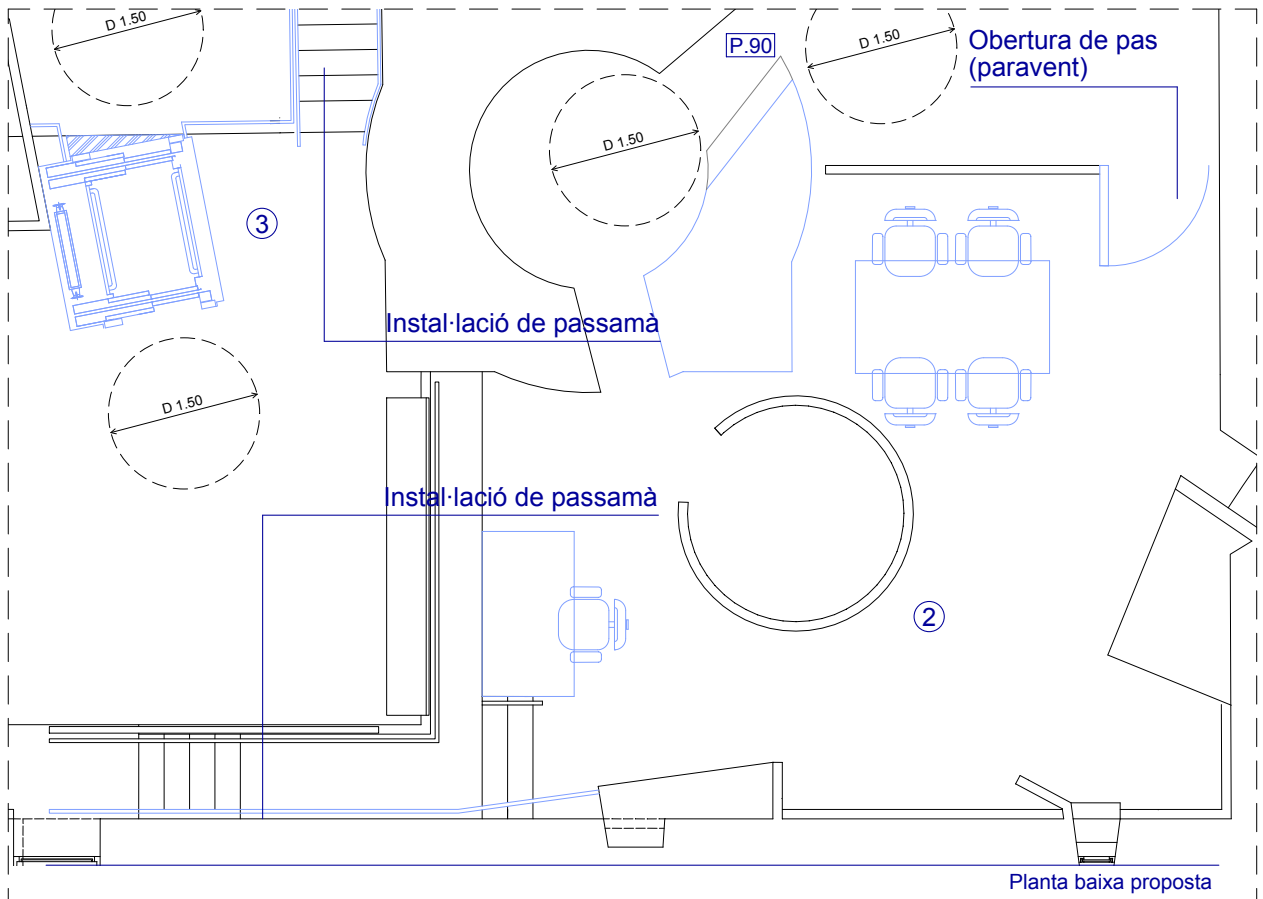 D 1.50
P.90
D 1.50
Obertura de pas
(paravent)
D 1.50
3
Instal·lació de passamà
D 1.50
Instal·lació de passamà
2
Planta baixa proposta